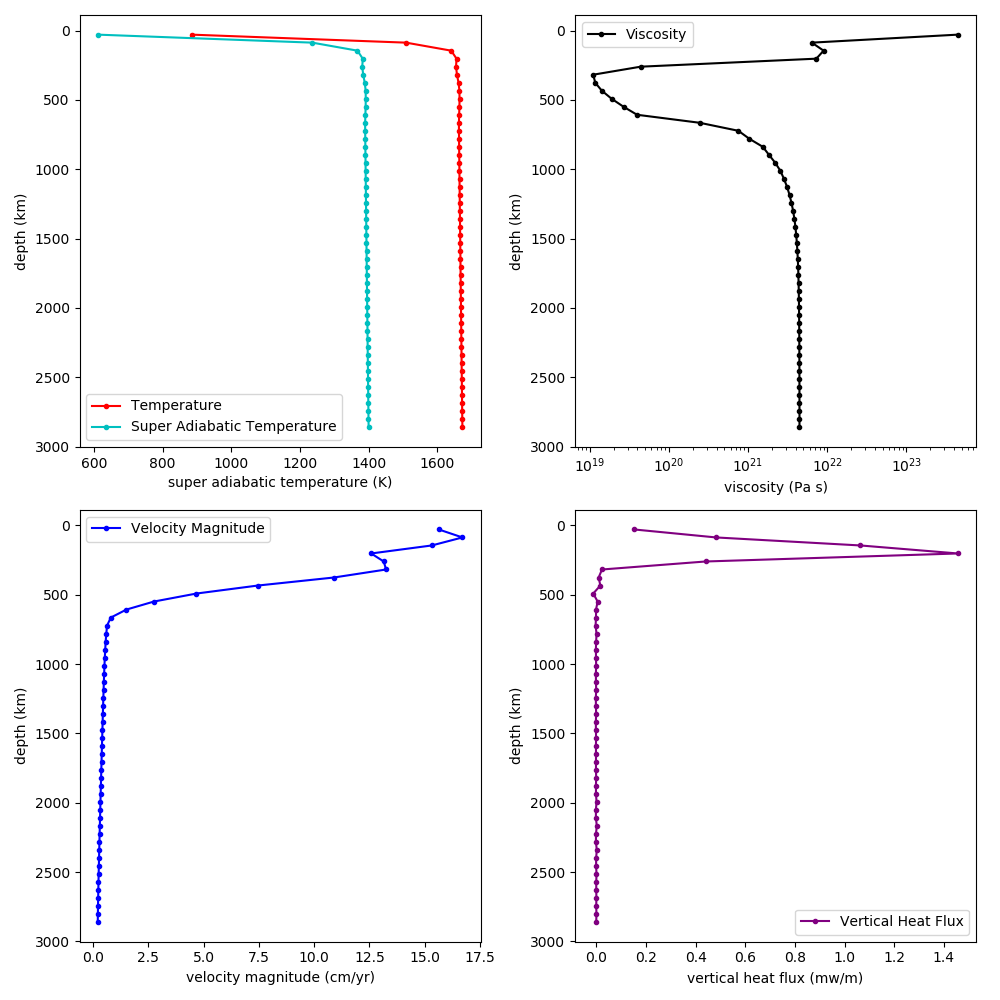 0
500
1000
1500
2000
2500
3000
depth (km)
Temperature
Super Adiabatic Temperature
600 800 1000 1200 1400 1600
super adiabatic temperature (K)
0
500
1000
1500
2000
2500
3000
depth (km)
Viscosity
10^19 10^20 10^21 10^22 10^23
viscosity (Pa s)
0
500
1000
1500
2000
2500
3000
depth (km)
Velocity Magnitude
0.0 2.5 5.0 7.5 10.0 12.5 15.0 17.5
velocity magnitude (cm/yr)
0
500
1000
1500
2000
2500
3000
depth (km)
Vertical Heat Flux
0.0 0.2 0.4 0.6 0.8 1.0 1.2 1.4
vertical heat flux (mw/m)